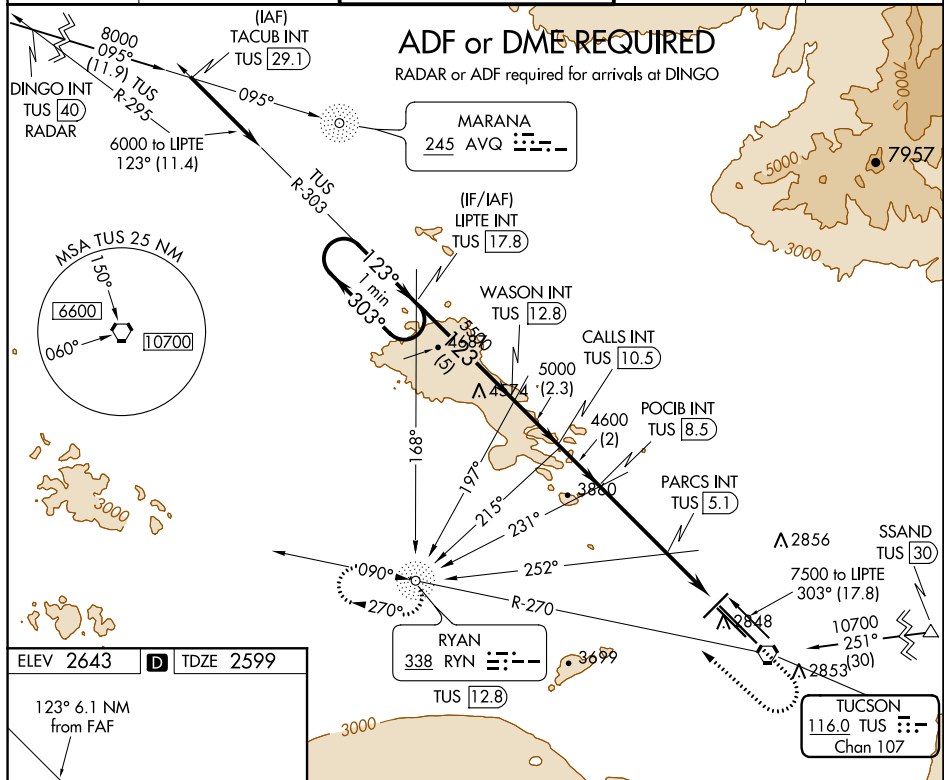 ADF or DME REQUIRED
RADAR or ADF required for arrivals at DINGO
8000
095°
(11.9)
TUS
R-295
DINGO INT
TUS 40
RADAR
(IAF)
TACUB INT
TUS 29.1
095°
6000 to LIPTE
123° (11.4)
MARANA
245 AVQ
TUS
R-303
7000
5000
7957
3000
MSA TUS 25 NM
150°
6600
060°
10700
(IF/IAF)
LIPTE INT
TUS 17.8
123°
1 min
303°
WASON INT
TUS 12.8
5500
123
(5)
4574
CALLS INT
TUS 10.5
5000
(2.3)
4600
(2)
POCIB INT
TUS 8.5
PARCS INT
TUS 5.1
168°
197°
215°
231°
252°
3860
3000
2856
SSAND
TUS 30
7500 to LIPTE
303° (17.8)
10700
251°
(30)
090°
270°
R-270
2848
2853
RYAN
338 RYN
TUS 12.8
3699
3000
TUCSON
116.0 TUS
Chan 107
ELEV 2643 D TDZE 2599
123° 6.1 NM
from FAF